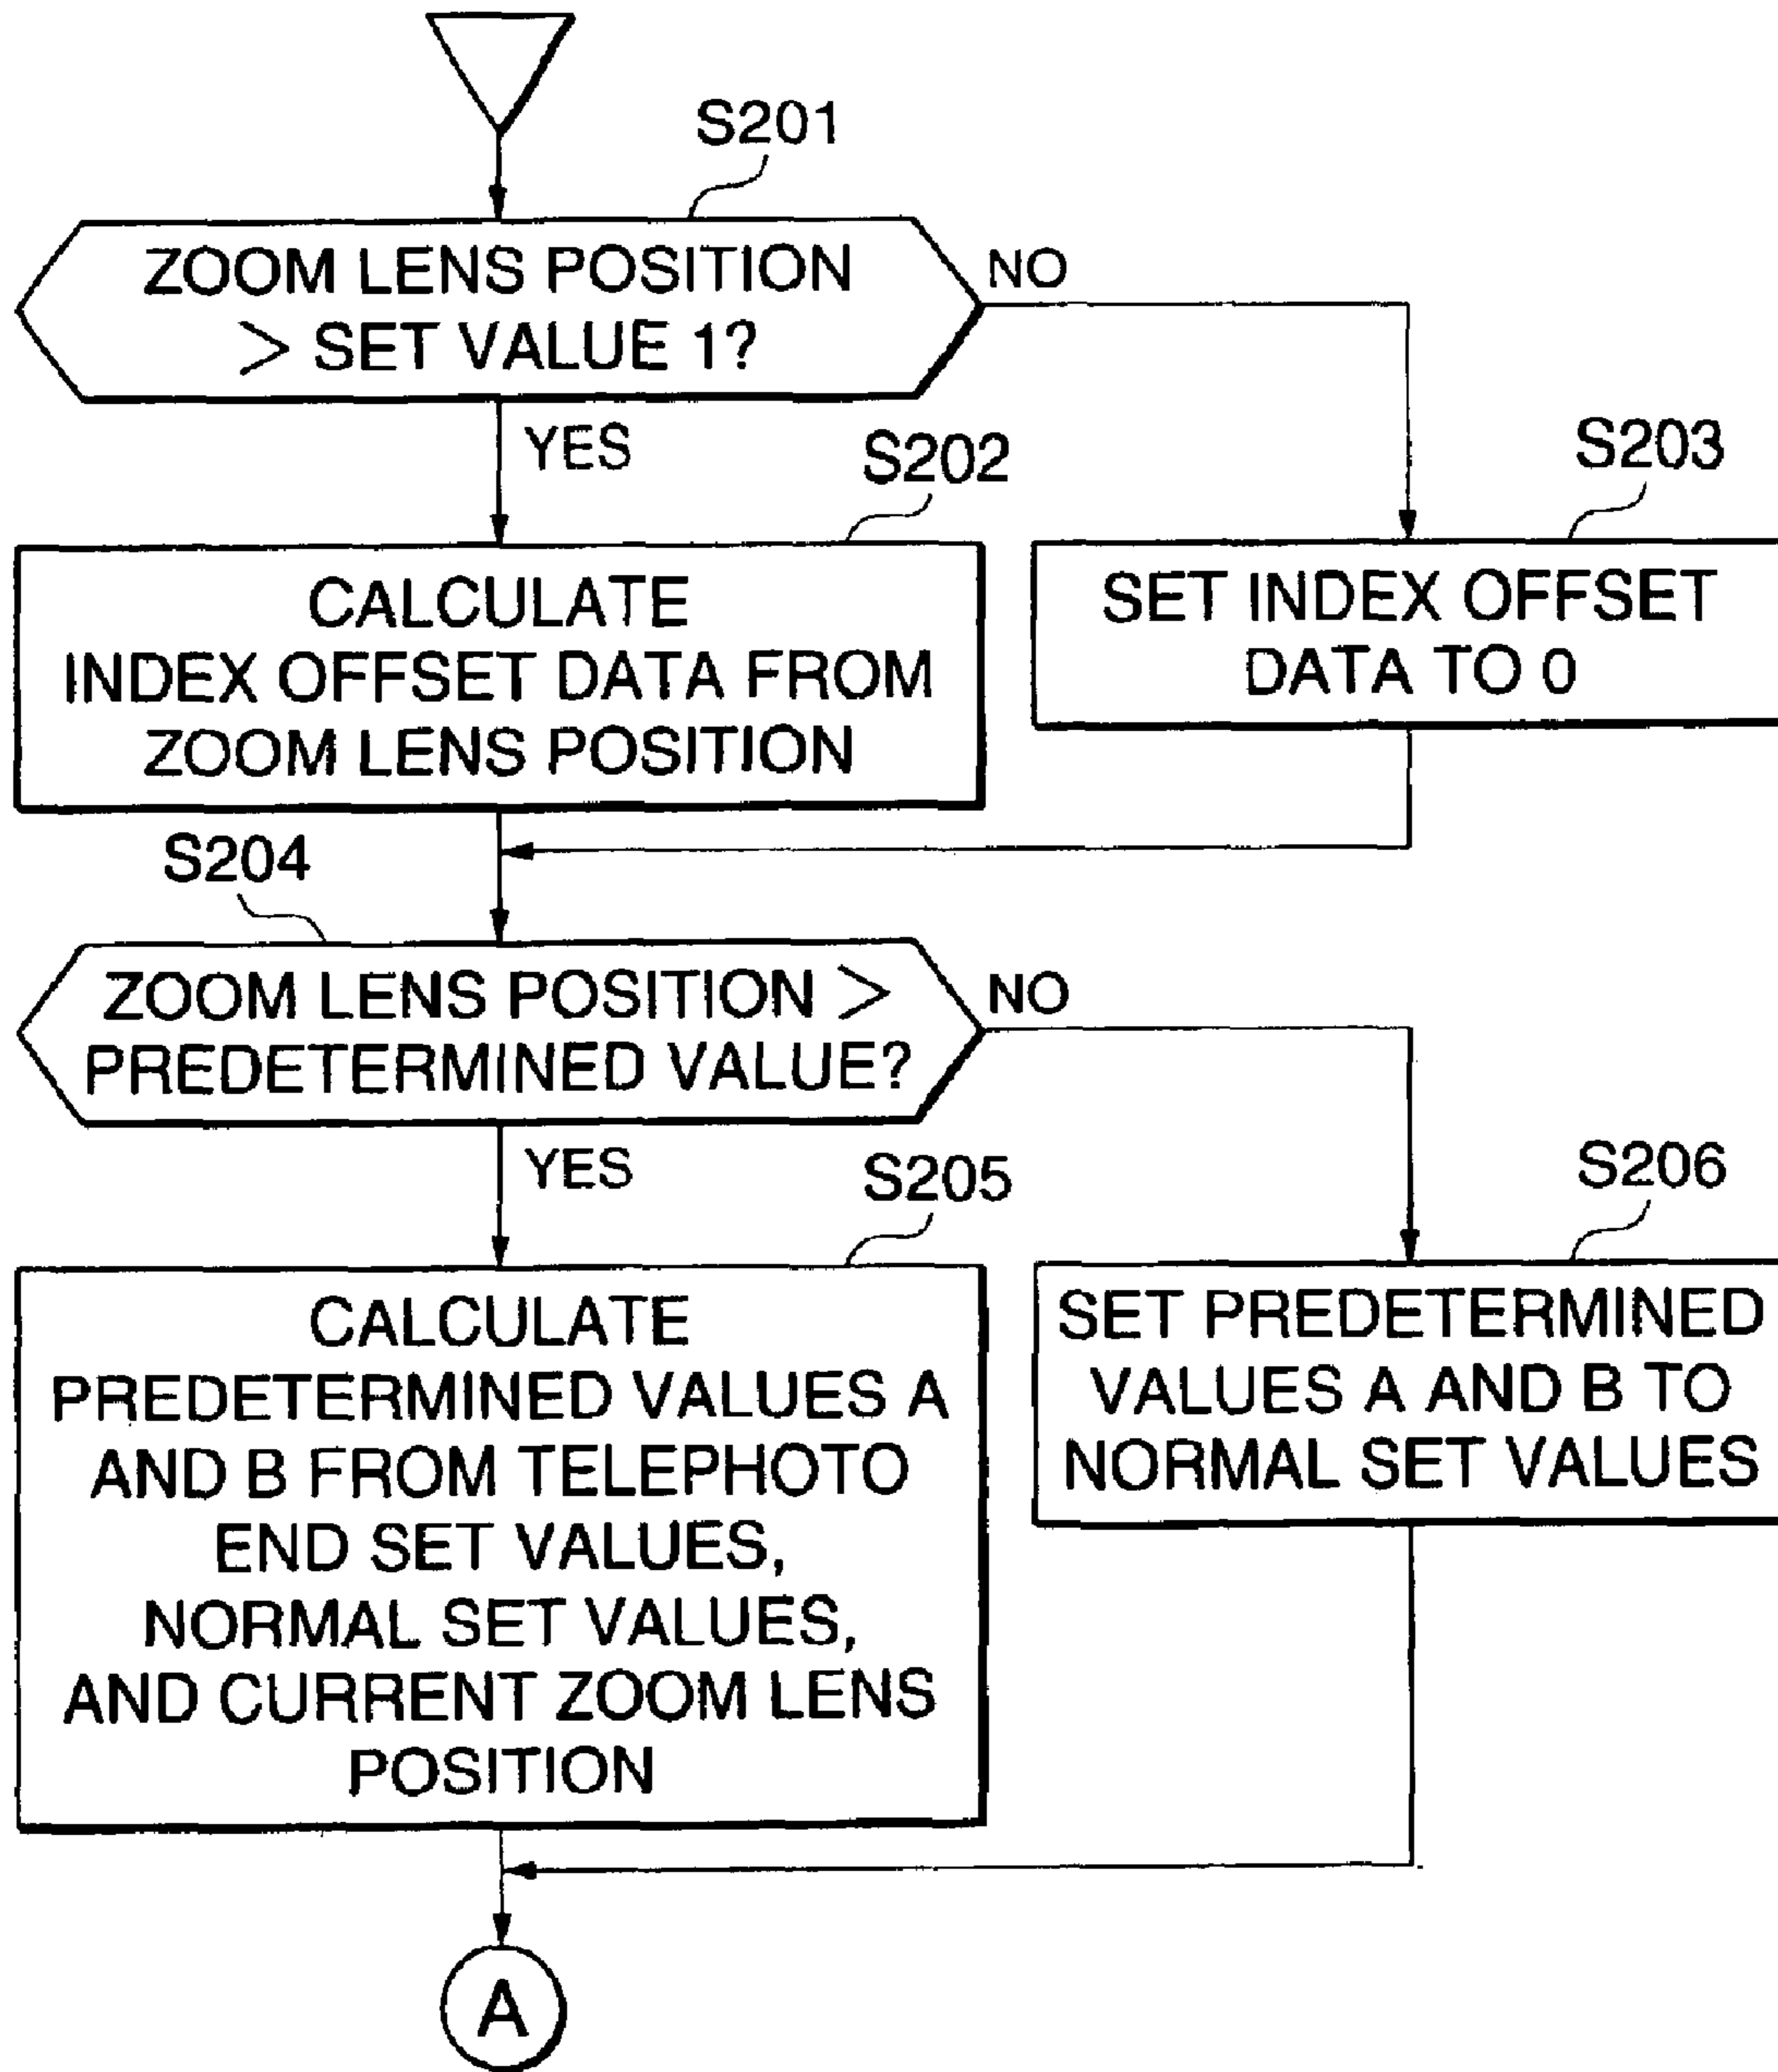 S201
ZOOM LENS POSITION
> SET VALUE 1?
NO
YES
S202
S203
CALCULATE
INDEX OFFSET DATA FROM
ZOOM LENS POSITION
SET INDEX OFFSET
DATA TO 0
S204
ZOOM LENS POSITION >
PREDETERMINED VALUE?
NO
YES
S205
S206
CALCULATE
PREDETERMINED VALUES A
AND B FROM TELEPHOTO
END SET VALUES,
NORMAL SET VALUES,
AND CURRENT ZOOM LENS
POSITION
SET PREDETERMINED
VALUES A AND B TO
NORMAL SET VALUES
A